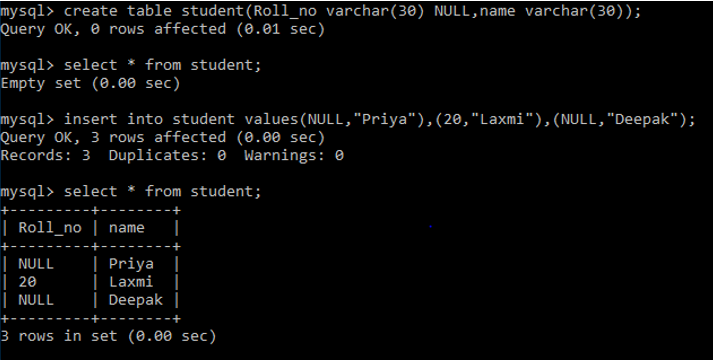 mysql> create table student(Roll_no varchar(30) NULL,name varchar(30));
Query OK, 0 rows affected (0.01 sec)
mysql> select * from student;
Empty set (0.00 sec)
mysql> insert into student values(NULL,"Priya"),(20,"Laxmi"),(NULL,"Deepak");
Query OK, 3 rows affected (0.00 sec)
Records: 3  Duplicates: 0  Warnings: 0
mysql> select * from student;
+---------+--------+
| Roll_no | name   |
+---------+--------+
| NULL    | Priya  |
| 20      | Laxmi  |
| NULL    | Deepak |
+---------+--------+
3 rows in set (0.00 sec)